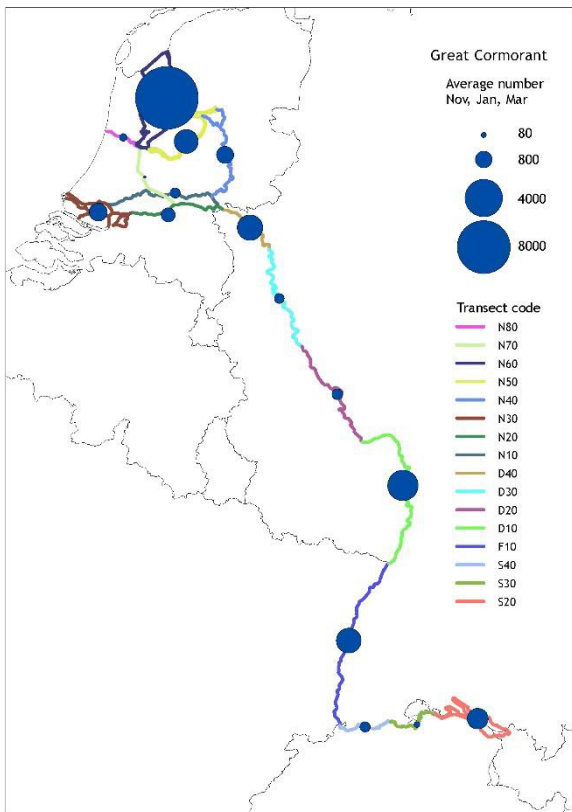 Great Cormorant
Average number
Nov, Jan, Mar
80
800
4000
8000
Transect code
N80
N70
N60
N50
N40
N30
N20
N10
D40
D30
D20
D10
F10
S40
S30
S20